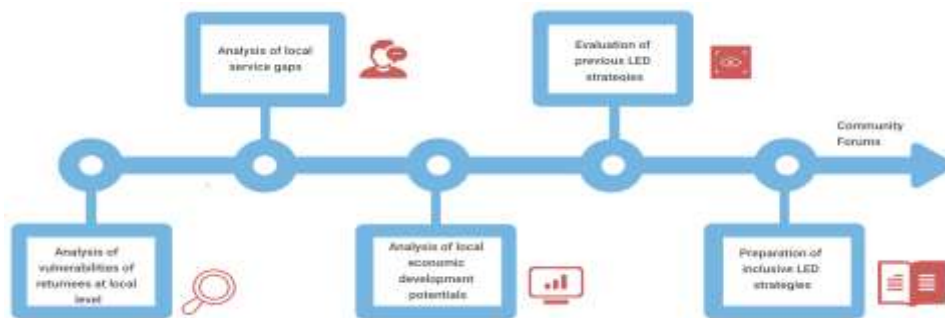 Analysis of local
service gaps
Evaluation of
previous LED
strategies
Community
Forums
Analysis of
vulnerabilities of
returnees at local
level
Analysis of local
economic
development
potentials
Preparation of
inclusive LED
strategies